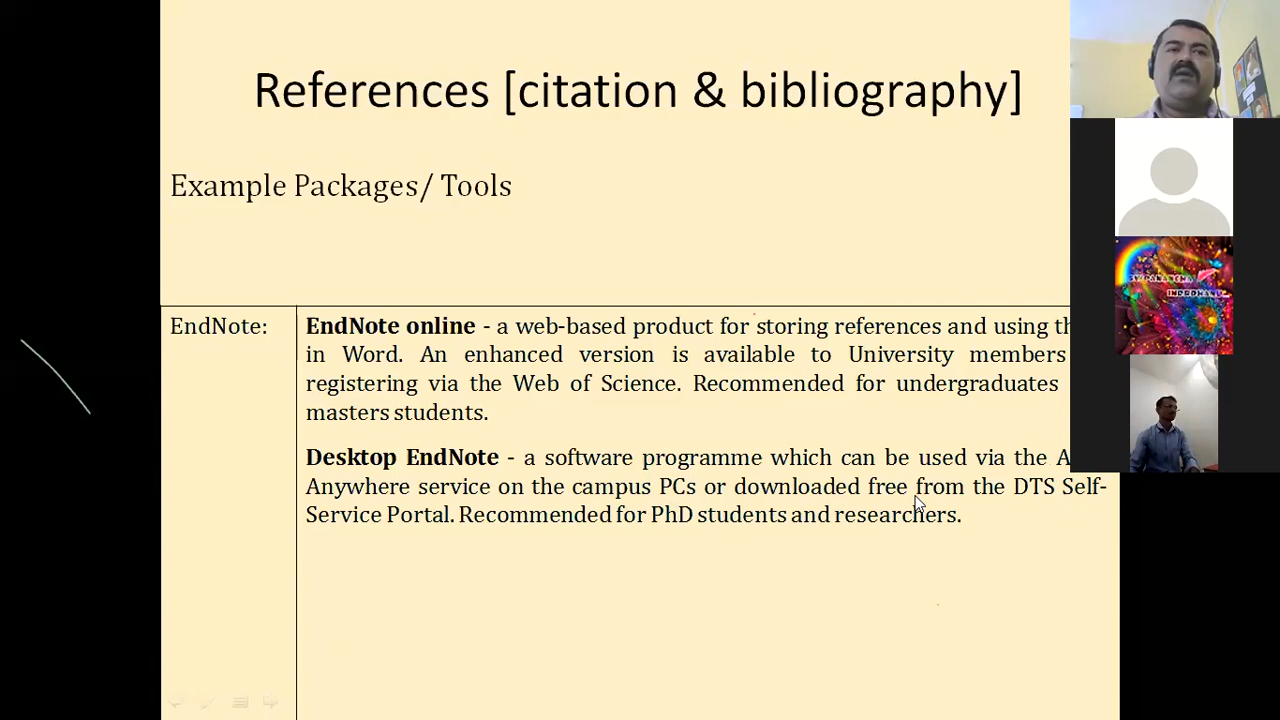 References [citation & bibliography]
Example Packages/ Tools
EndNote:
EndNote online - a web-based product for storing references and using
in Word. An enhanced version is available to University members
registering via the Web of Science. Recommended for undergraduates
masters students.
Desktop EndNote - a software programme which can be used via the
Anywhere service on the campus PCs or downloaded free from the DTS Self-
Service Portal. Recommended for PhD students and researchers.
INDRODHANU